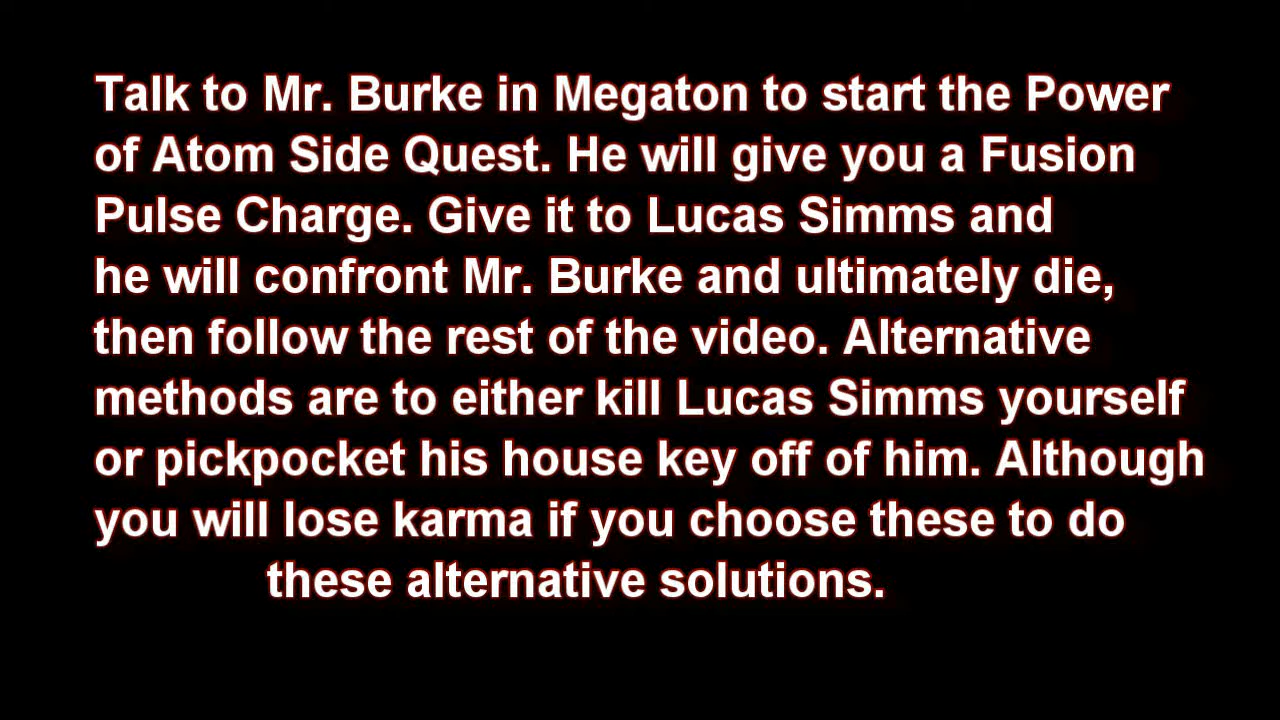 Talk to Mr. Burke in Megaton to start the Power
of Atom Side Quest. He will give you a Fusion
Pulse Charge. Give it to Lucas Simms and
he will confront Mr. Burke and ultimately die,
then follow the rest of the video. Alternative
methods are to either kill Lucas Simms yourself
or pickpocket his house key off of him. Although
you will lose karma if you choose these to do
these alternative solutions.